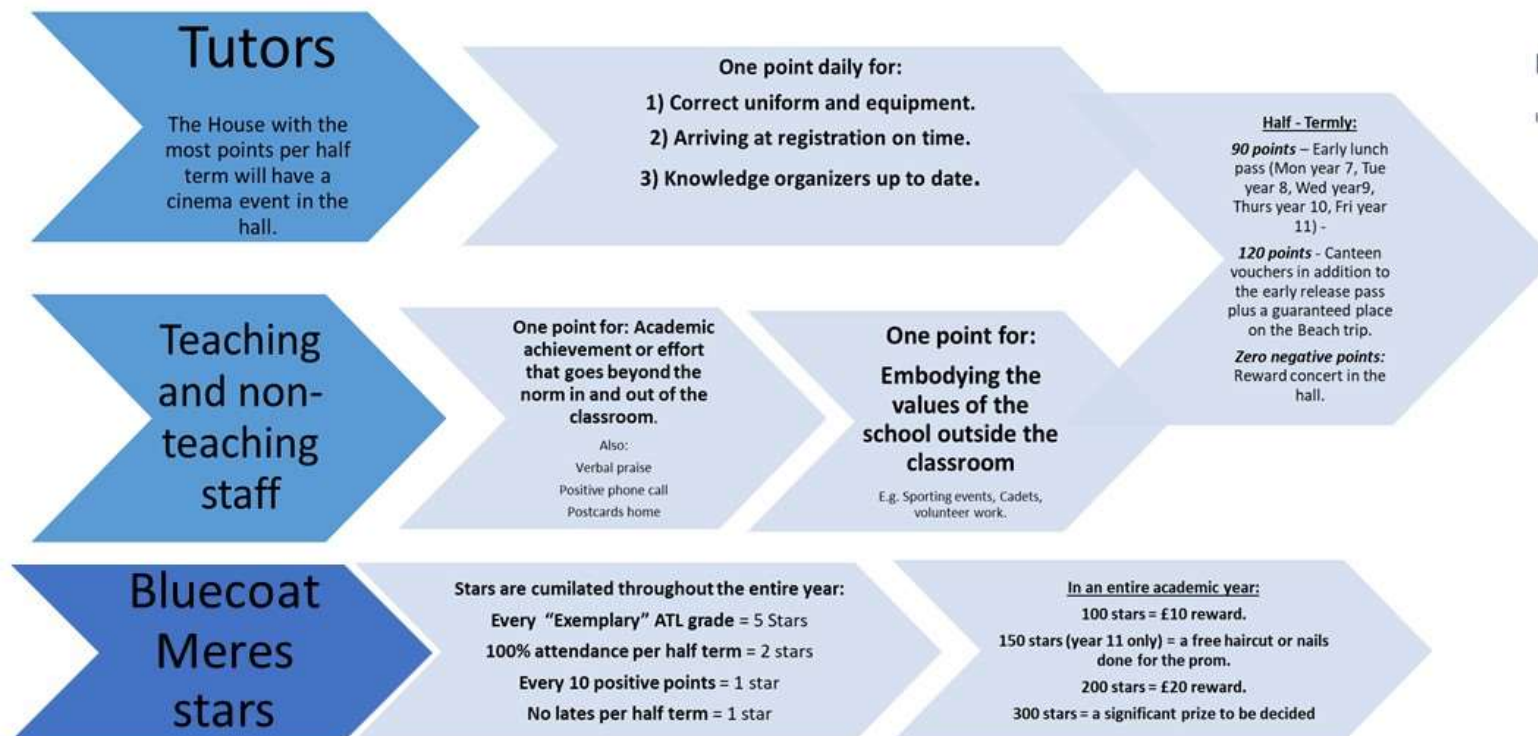 Tutors
The House with the
most points per half
term will have a
cinema event in the
hall.
One point daily for:
1) Correct uniform and equipment.
2) Arriving at registration on time.
3) Knowledge organizers up to date.
Half - Termly:
90 points – Early lunch
pass (Mon year 7, Tue
year 8, Wed year9,
Thurs year 10, Fri year
11) -
120 points - Canteen
vouchers in addition to
the early release pass
plus a guaranteed place
on the Beach trip.
Zero negative points:
Reward concert in the
hall.
Teaching
and non-
teaching
staff
One point for: Academic
achievement or effort
that goes beyond the
norm in and out of the
classroom.
Also:
Verbal praise
Positive phone call
Postcards home
One point for:
Embodying the
values of the
school outside the
classroom
E.g. Sporting events, Cadets,
volunteer work.
Bluecoat
Meres
stars
Stars are cumilated throughout the entire year:
Every “Exemplary” ATL grade = 5 Stars
100% attendance per half term = 2 stars
Every 10 positive points = 1 star
No lates per half term = 1 star
In an entire academic year:
100 stars = £10 reward.
150 stars (year 11 only) = a free haircut or nails
done for the prom.
200 stars = £20 reward.
300 stars = a significant prize to be decided